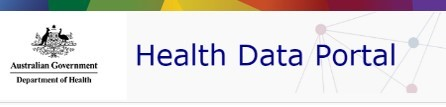 Australian Government
Department of Health
Health Data Portal